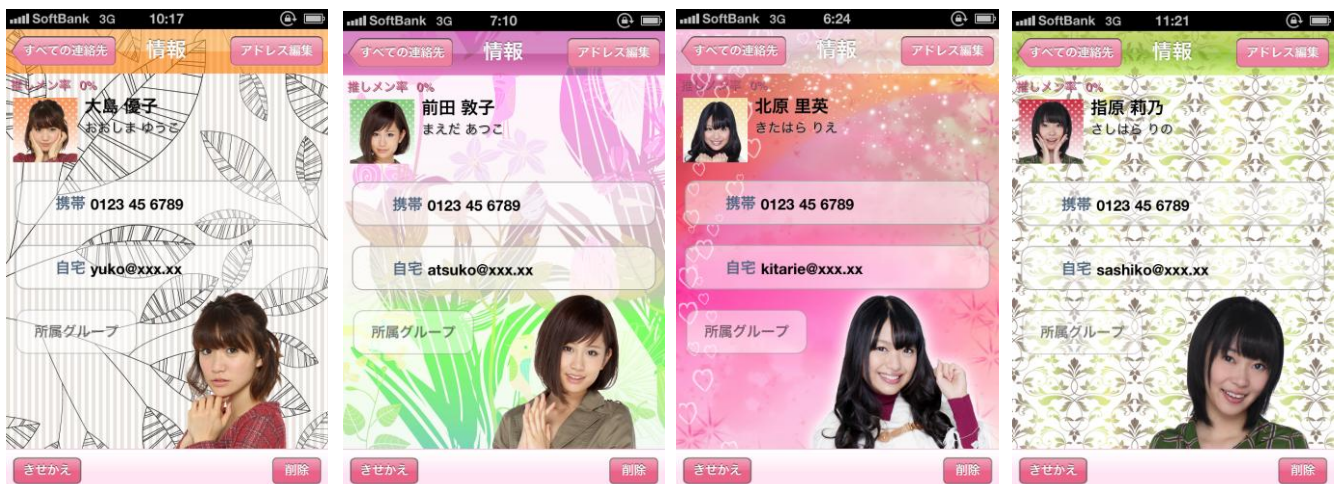 SoftBank 3G 10:17
すべての連絡先 情報 アドレス編集
推しメン率 0%
大島 優子
おおしま ゆうこ
携帯 0123 45 6789
自宅 yuko@xxx.xx
所属グループ
きせかえ 削除
SoftBank 3G 7:10
すべての連絡先 情報 アドレス編集
推しメン率 0%
前田 敦子
まえだ あつこ
携帯 0123 45 6789
自宅 atsuko@xxx.xx
所属グループ
きせかえ 削除
SoftBank 3G 6:24
すべての連絡先 情報 アドレス編集
推しメン率 0%
北原 里英
きたはら りえ
携帯 0123 45 6789
自宅 kitarie@xxx.xx
所属グループ
きせかえ 削除
SoftBank 3G 11:21
すべての連絡先 情報 アドレス編集
推しメン率 0%
指原 莉乃
さしはら りの
携帯 0123 45 6789
自宅 sashiko@xxx.xx
所属グループ
きせかえ 削除